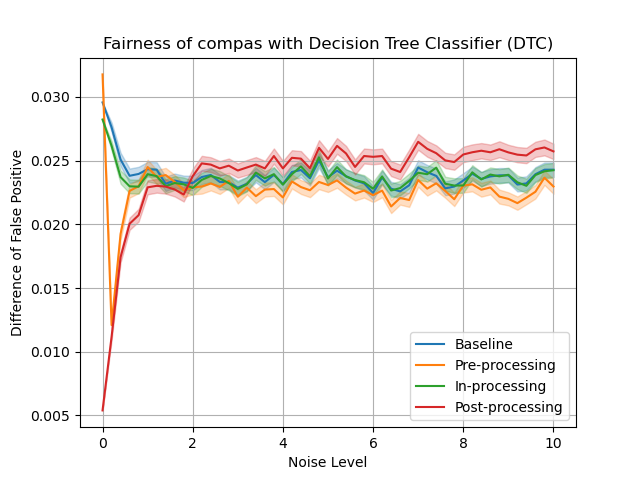 Fairness of compas with Decision Tree Classifier (DTC)
Difference of False Positive
0.030
0.025
0.020
0.015
0.010
0.005
0 2 4 6 8 10
Noise Level
Baseline
Pre-processing
In-processing
Post-processing